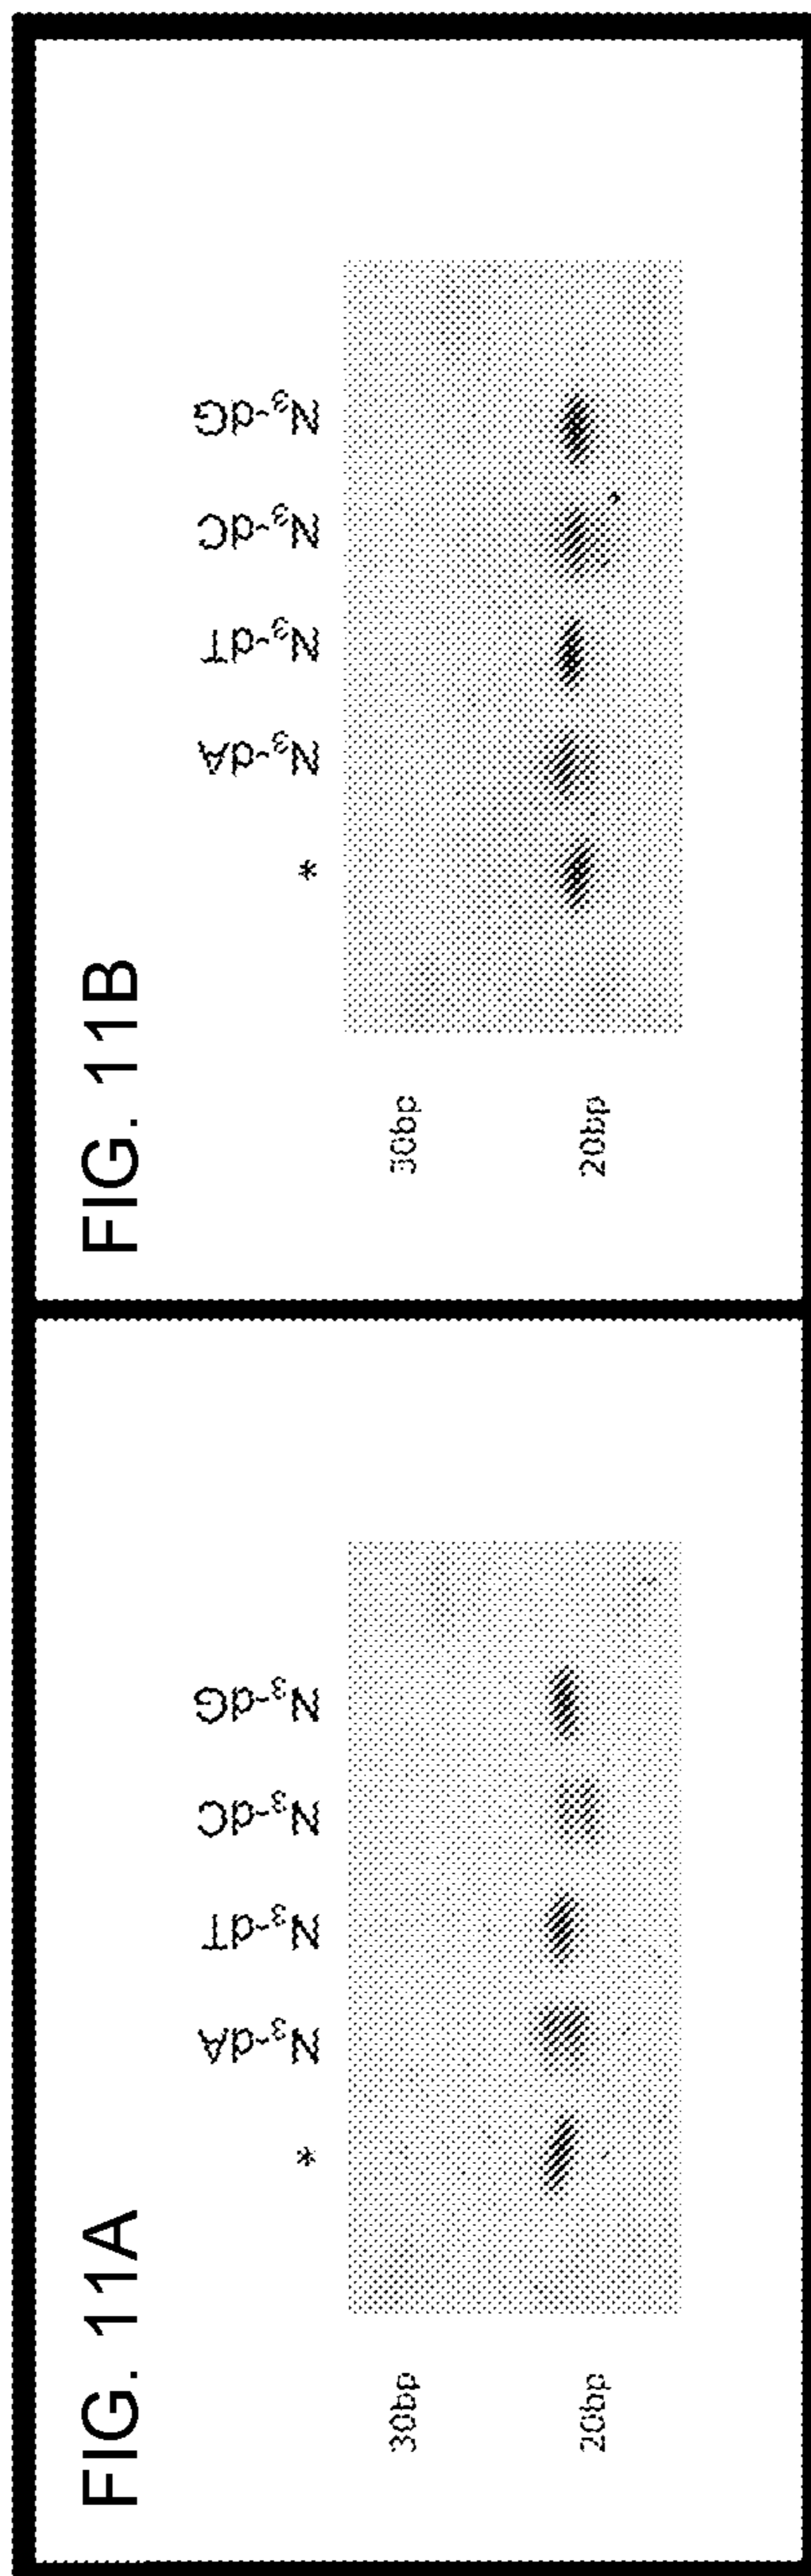 FIG. 11A
*
N₃-dA
N₃-dT
N₃-dC
N₃-dG
30bp
20bp
FIG. 11B
*
N₃-dA
N₃-dT
N₃-dC
N₃-dG
30bp
20bp